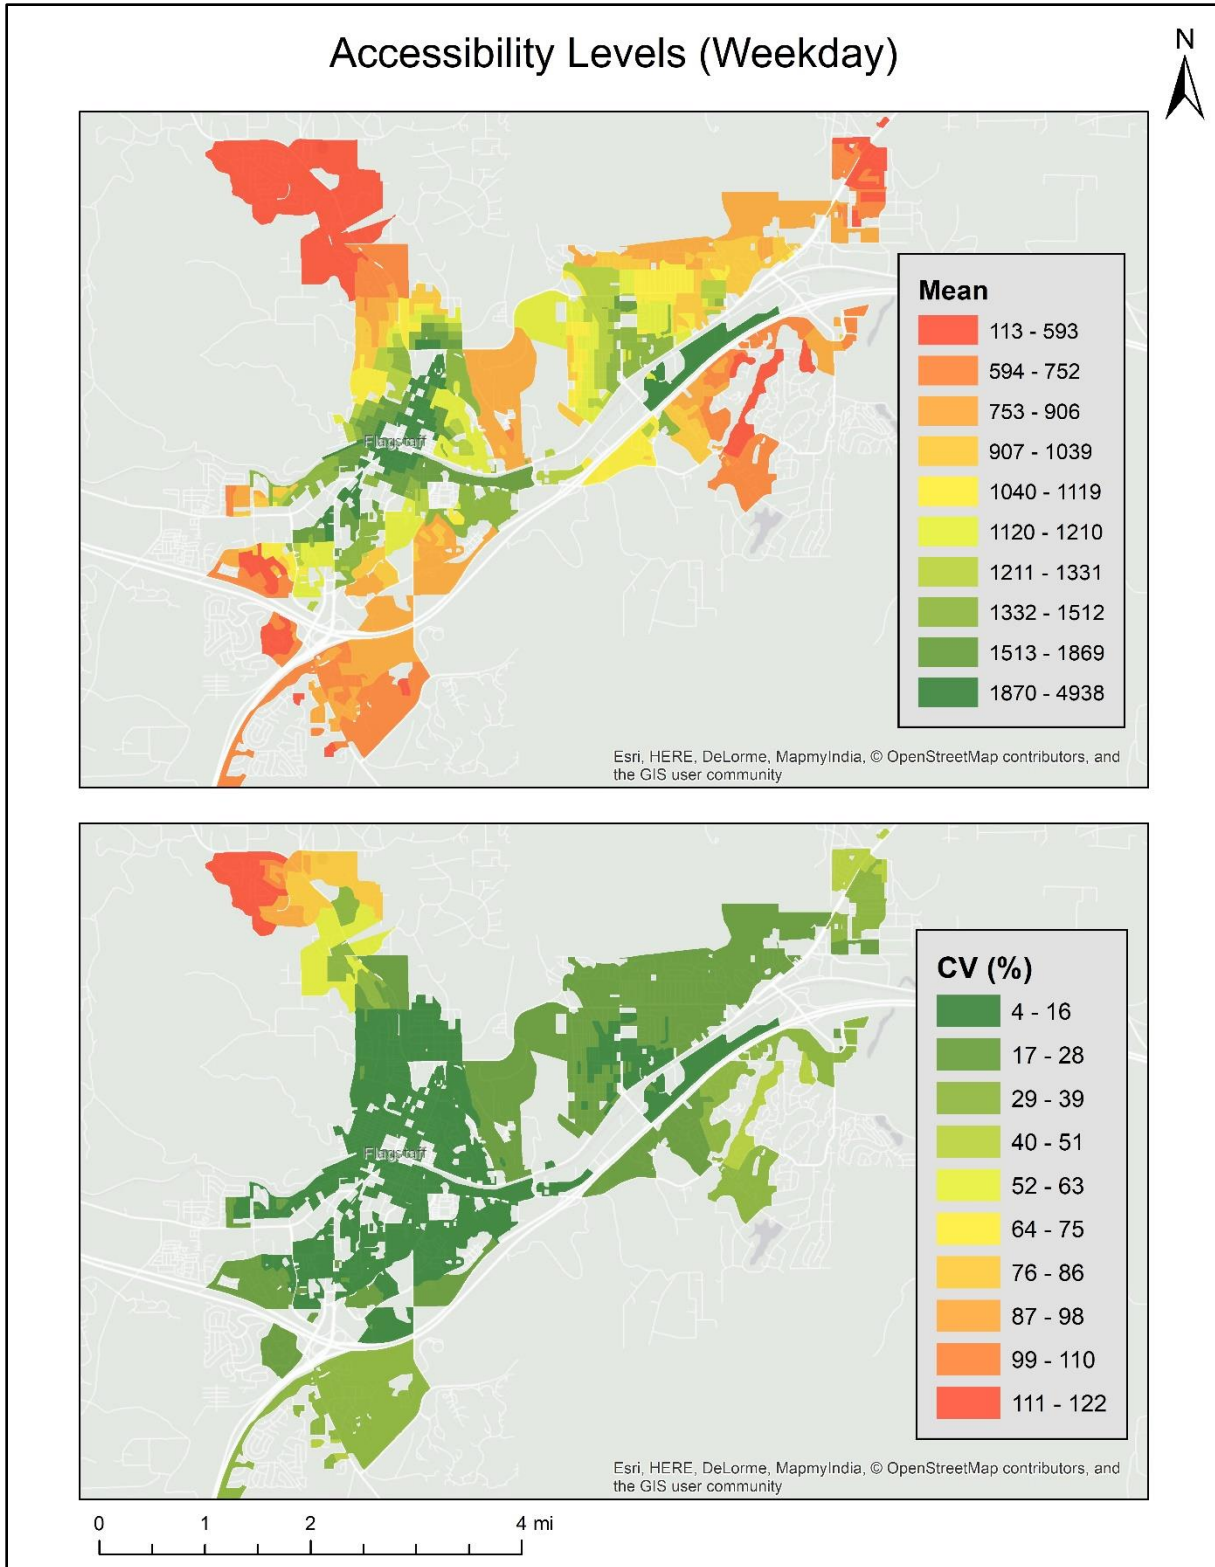 Accessibility Levels (Weekday)
N
Flagstaff
Mean
113 - 593
594 - 752
753 - 906
907 - 1039
1040 - 1119
1120 - 1210
1211 - 1331
1332 - 1512
1513 - 1869
1870 - 4938
Esri, HERE, DeLorme, MapmyIndia, © OpenStreetMap contributors, and
the GIS user community
Flagstaff
CV (%)
4 - 16
17 - 28
29 - 39
40 - 51
52 - 63
64 - 75
76 - 86
87 - 98
99 - 110
111 - 122
Esri, HERE, DeLorme, MapmyIndia, © OpenStreetMap contributors, and
the GIS user community
0 1 2 4 mi